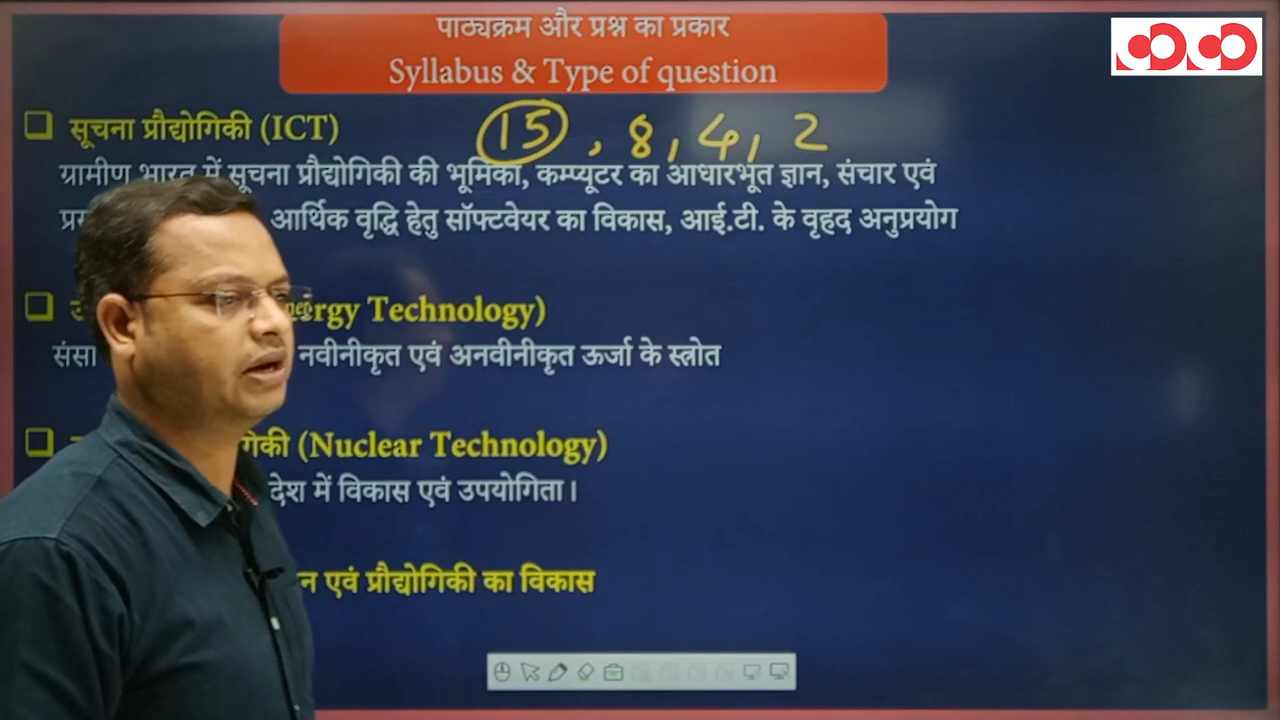 पाठ्यक्रम और प्रश्न का प्रकार
Syllabus & Type of question
सूचना प्रौद्योगिकी (ICT)
15, 8, 4, 2
ग्रामीण भारत में सूचना प्रौद्योगिकी की भूमिका, कम्प्यूटर का आधारभूत ज्ञान, संचार एवं
आर्थिक वृद्धि हेतु सॉफ्टवेयर का विकास, आई.टी. के वृहद अनुप्रयोग
Technology)
नवीनीकृत एवं अनवीनीकृत ऊर्जा के स्त्रोत
(Nuclear Technology)
देश में विकास एवं उपयोगिता।
एवं प्रौद्योगिकी का विकास